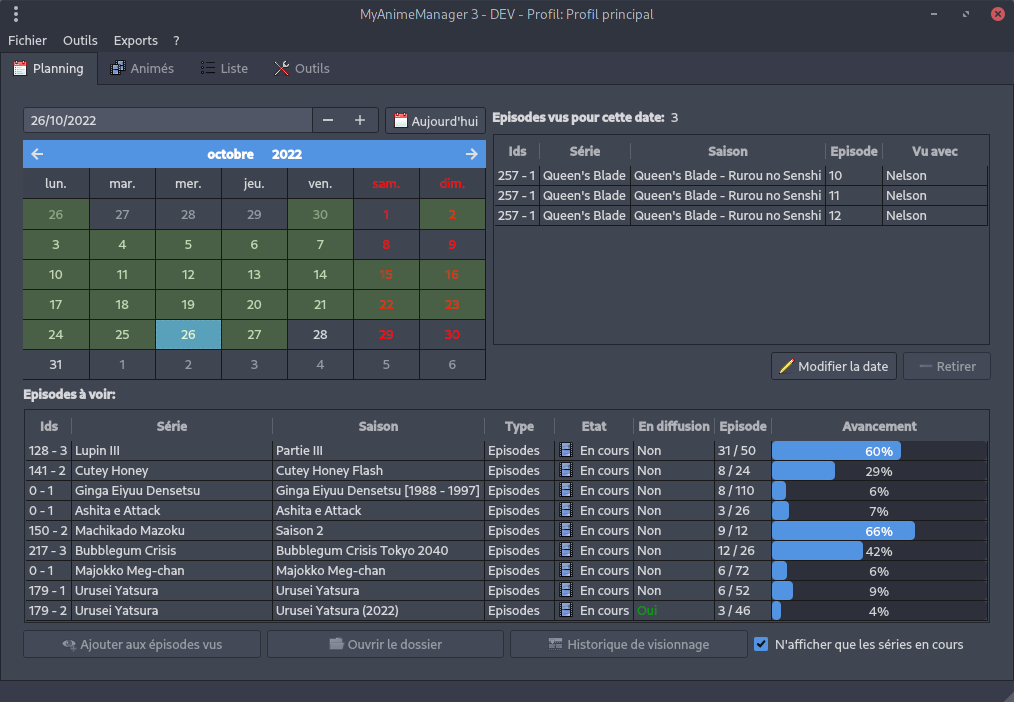 MyAnimeManager 3 - DEV - Profil: Profil principal
Fichier Outils Exports ?
Planning Animés Liste Outils
26/10/2022 − + Aujourd'hui Episodes vus pour cette date: 3
octobre 2022
lun. mar. mer. jeu. ven. sam. dim.
26 27 28 29 30 1 2
3 4 5 6 7 8 9
10 11 12 13 14 15 16
17 18 19 20 21 22 23
24 25 26 27 28 29 30
31 1 2 3 4 5 6
Ids Série Saison Episode Vu avec
257 - 1 Queen's Blade Queen's Blade - Rurou no Senshi 10 Nelson
257 - 1 Queen's Blade Queen's Blade - Rurou no Senshi 11 Nelson
257 - 1 Queen's Blade Queen's Blade - Rurou no Senshi 12 Nelson
Modifier la date Retirer
Episodes à voir:
Ids Série Saison Type Etat En diffusion Episode Avancement
128 - 3 Lupin III Partie III Episodes En cours Non 31 / 50 60%
141 - 2 Cutey Honey Cutey Honey Flash Episodes En cours Non 8 / 24 29%
0 - 1 Ginga Eiyuu Densetsu Ginga Eiyuu Densetsu [1988 - 1997] Episodes En cours Non 8 / 110 6%
0 - 1 Ashita e Attack Ashita e Attack Episodes En cours Non 3 / 26 7%
150 - 2 Machikado Mazoku Saison 2 Episodes En cours Non 9 / 12 66%
217 - 3 Bubblegum Crisis Bubblegum Crisis Tokyo 2040 Episodes En cours Non 12 / 26 42%
0 - 1 Majokko Meg-chan Majokko Meg-chan Episodes En cours Non 6 / 72 6%
179 - 1 Urusei Yatsura Urusei Yatsura Episodes En cours Non 6 / 52 9%
179 - 2 Urusei Yatsura Urusei Yatsura (2022) Episodes En cours Oui 3 / 46 4%
Ajouter aux épisodes vus Ouvrir le dossier Historique de visionnage N'afficher que les séries en cours